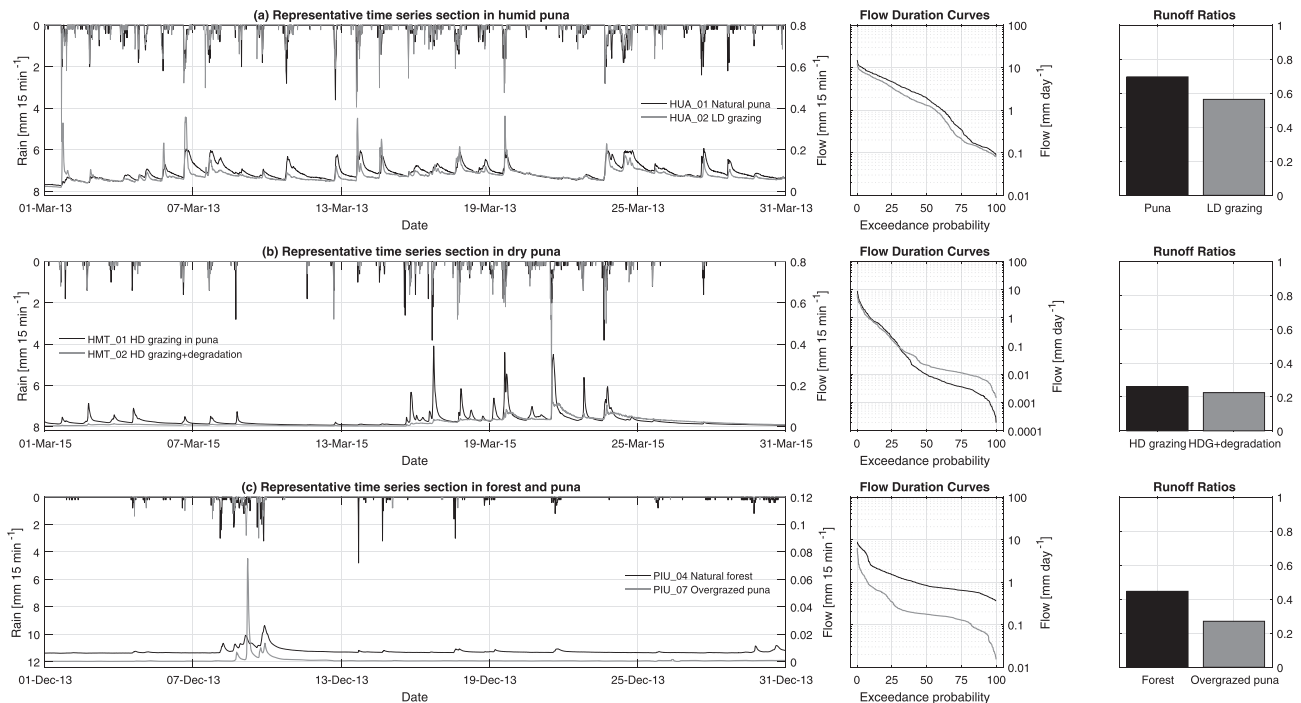 (a) Representative time series section in humid puna
Flow Duration Curves
Runoff Ratios
0
2
4
6
8
Rain [mm 15 min -1]
0.8
0.6
0.4
0.2
0
Flow [mm 15 min -1]
HUA_01 Natural puna
HUA_02 LD grazing
01-Mar-13
07-Mar-13
13-Mar-13
19-Mar-13
25-Mar-13
31-Mar-13
Date
100
10
1
0.1
0.01
Flow [mm day -1]
0
25
50
75
100
Exceedance probability
1
0.8
0.6
0.4
0.2
0
Puna
LD grazing
(b) Representative time series section in dry puna
Flow Duration Curves
Runoff Ratios
0
2
4
6
8
Rain [mm 15 min -1]
0.8
0.6
0.4
0.2
0
Flow [mm 15 min -1]
HMT_01 HD grazing in puna
HMT_02 HD grazing+degradation
01-Mar-15
07-Mar-15
13-Mar-15
19-Mar-15
25-Mar-15
31-Mar-15
Date
100
10
1
0.1
0.01
0.001
0.0001
Flow [mm day -1]
0
25
50
75
100
Exceedance probability
1
0.8
0.6
0.4
0.2
0
HD grazing
HDG+degradation
(c) Representative time series section in forest and puna
Flow Duration Curves
Runoff Ratios
0
2
4
6
8
10
12
Rain [mm 15 min -1]
0.12
0.1
0.08
0.06
0.04
0.02
0
Flow [mm 15 min -1]
PIU_04 Natural forest
PIU_07 Overgrazed puna
01-Dec-13
07-Dec-13
13-Dec-13
19-Dec-13
25-Dec-13
31-Dec-13
Date
100
10
1
0.1
0.01
Flow [mm day -1]
0
25
50
75
100
Exceedance probability
1
0.8
0.6
0.4
0.2
0
Forest
Overgrazed puna